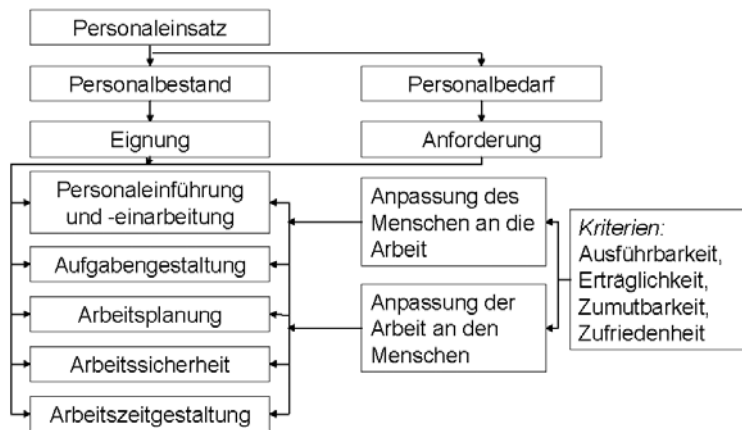 Personaleinsatz
Personalbestand
Personalbedarf
Eignung
Anforderung
Personaleinführung
und -einarbeitung
Aufgabengestaltung
Arbeitsplanung
Arbeitssicherheit
Arbeitszeitgestaltung
Anpassung des
Menschen an die
Arbeit
Anpassung der
Arbeit an den
Menschen
Kriterien:
Ausführbarkeit,
Erträglichkeit,
Zumutbarkeit,
Zufriedenheit